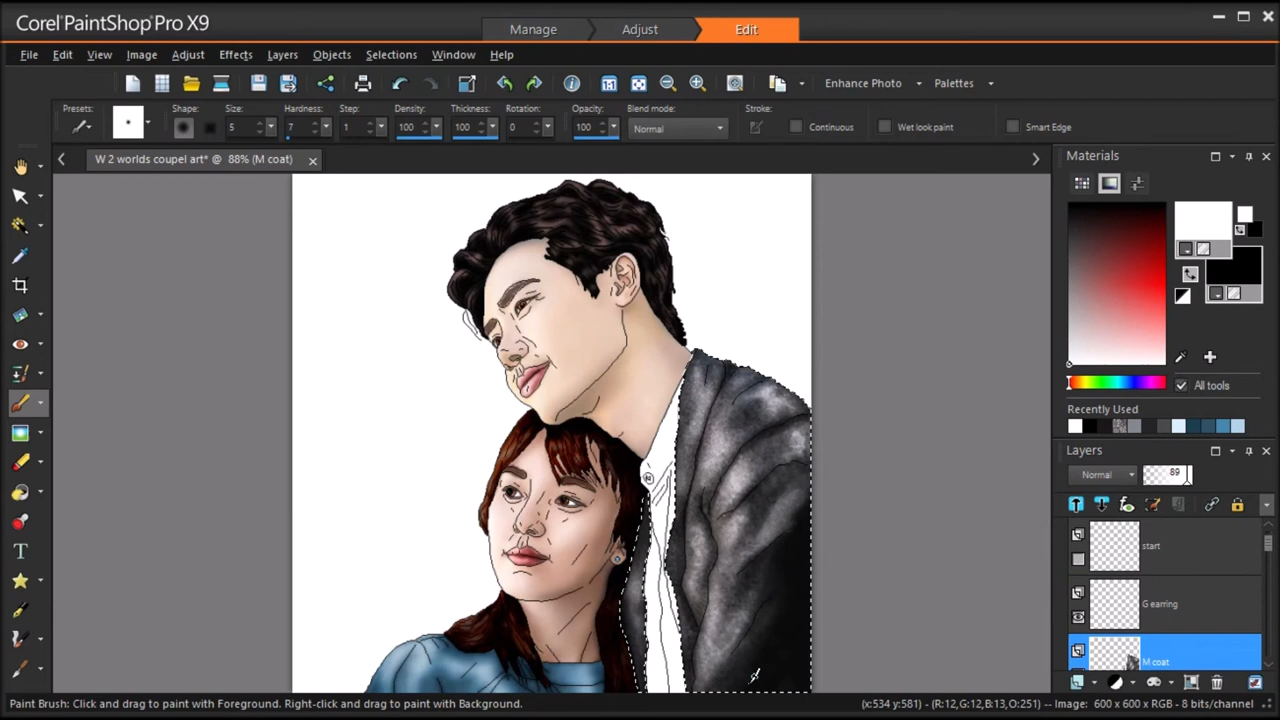 Corel PaintShop Pro X9
Manage
Adjust
Edit
File Edit View Image Adjust Effects Layers Objects Selections Window Help
Enhance Photo
Palettes
Presets:
Shape:
Size:
Hardness:
Step:
Density:
Thickness:
Rotation:
Opacity:
Blend mode:
Stroke:
5
7
1
100
100
0
100
Normal
Continuous
Wet look paint
Smart Edge
W 2 worlds coupel art* @ 88% (M coat)
Materials
All tools
Recently Used
Layers
Normal
89
start
G earring
M coat
Paint Brush: Click and drag to paint with Foreground. Right-click and drag to paint with Background.
(x:534 y:581) - (R:12,G:12,B:13,O:251) -- Image: 600 x 600 x RGB - 8 bits/channel